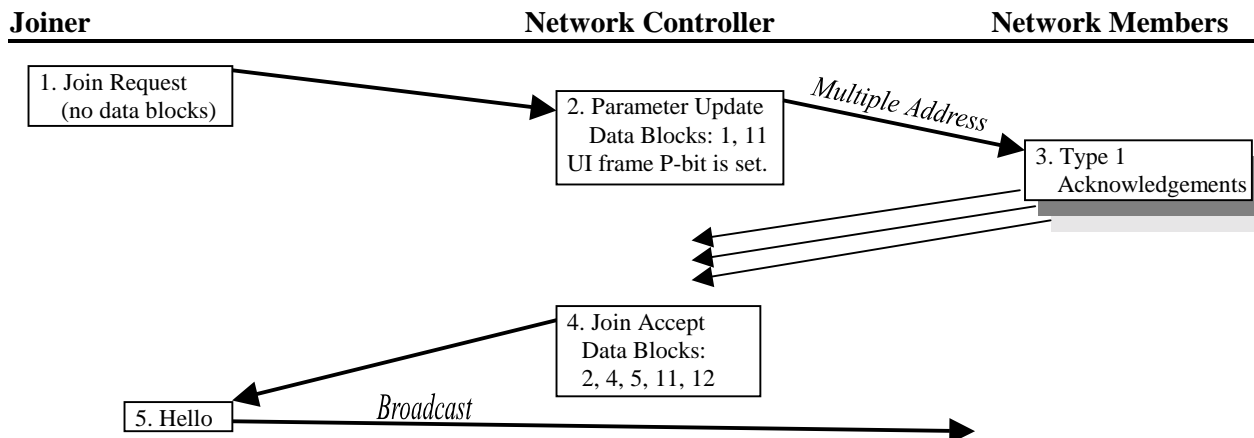 Joiner Network Controller Network Members
1. Join Request
(no data blocks)
2. Parameter Update
Data Blocks: 1, 11
UI frame P-bit is set.
Multiple Address
3. Type 1
Acknowledgements
4. Join Accept
Data Blocks:
2, 4, 5, 11, 12
5. Hello
Broadcast